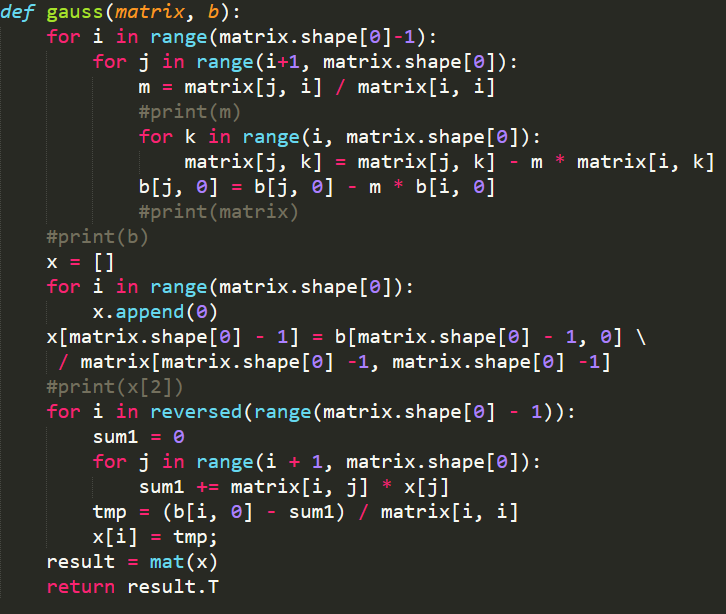 def gauss(matrix, b):
    for i in range(matrix.shape[0]-1):
        for j in range(i+1, matrix.shape[0]):
            m = matrix[j, i] / matrix[i, i]
            #print(m)
            for k in range(i, matrix.shape[0]):
                matrix[j, k] = matrix[j, k] - m * matrix[i, k]
            b[j, 0] = b[j, 0] - m * b[i, 0]
            #print(matrix)
    #print(b)
    x = []
    for i in range(matrix.shape[0]):
        x.append(0)
    x[matrix.shape[0] - 1] = b[matrix.shape[0] - 1, 0] \
     / matrix[matrix.shape[0] -1, matrix.shape[0] -1]
    #print(x[2])
    for i in reversed(range(matrix.shape[0] - 1)):
        sum1 = 0
        for j in range(i + 1, matrix.shape[0]):
            sum1 += matrix[i, j] * x[j]
        tmp = (b[i, 0] - sum1) / matrix[i, i]
        x[i] = tmp;
    result = mat(x)
    return result.T